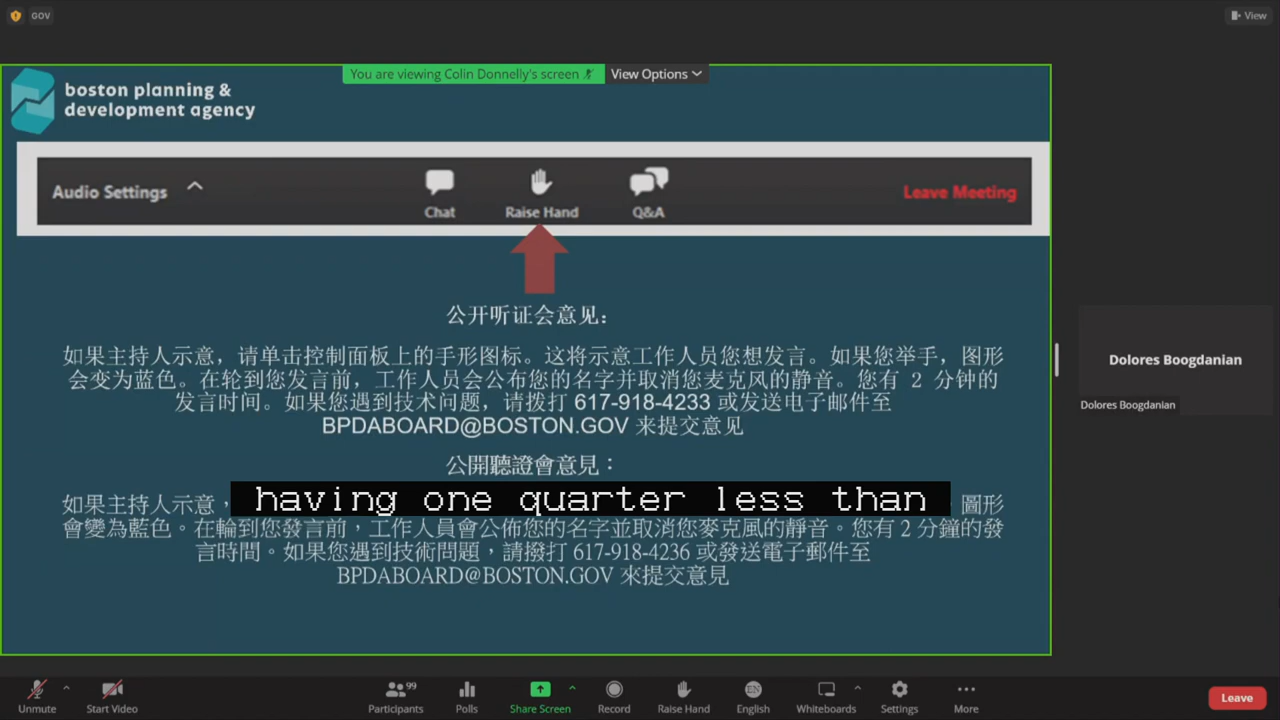 GOV
View
You are viewing Colin Donnelly's screen
View Options
boston planning &
development agency
Audio Settings
Chat
Raise Hand
Q&A
Leave Meeting
公开听证会意见:
如果主持人示意，请单击控制面板上的手形图标。这将示意工作人员您想发言。如果您举手，图形
会变为蓝色。在轮到您发言前，工作人员会公布您的名字并取消您麦克风的静音。您有 2 分钟的
发言时间。如果您遇到技术问题，请拨打 617-918-4233 或发送电子邮件至
BPDABOARD@BOSTON.GOV 来提交意见
Dolores Boogdanian
Dolores Boogdanian
公開聽證會意見：
如果主持人示意，
having one quarter less than
圖形
會變為藍色。在輪到您發言前，工作人員會公佈您的名字並取消您麥克風的靜音。您有 2 分鐘的發
言時間。如果您遇到技術問題，請撥打 617-918-4236 或發送電子郵件至
BPDABOARD@BOSTON.GOV 來提交意見
Unmute
Start Video
99
Participants
Polls
Share Screen
Record
Raise Hand
EN
English
Whiteboards
Settings
More
Leave